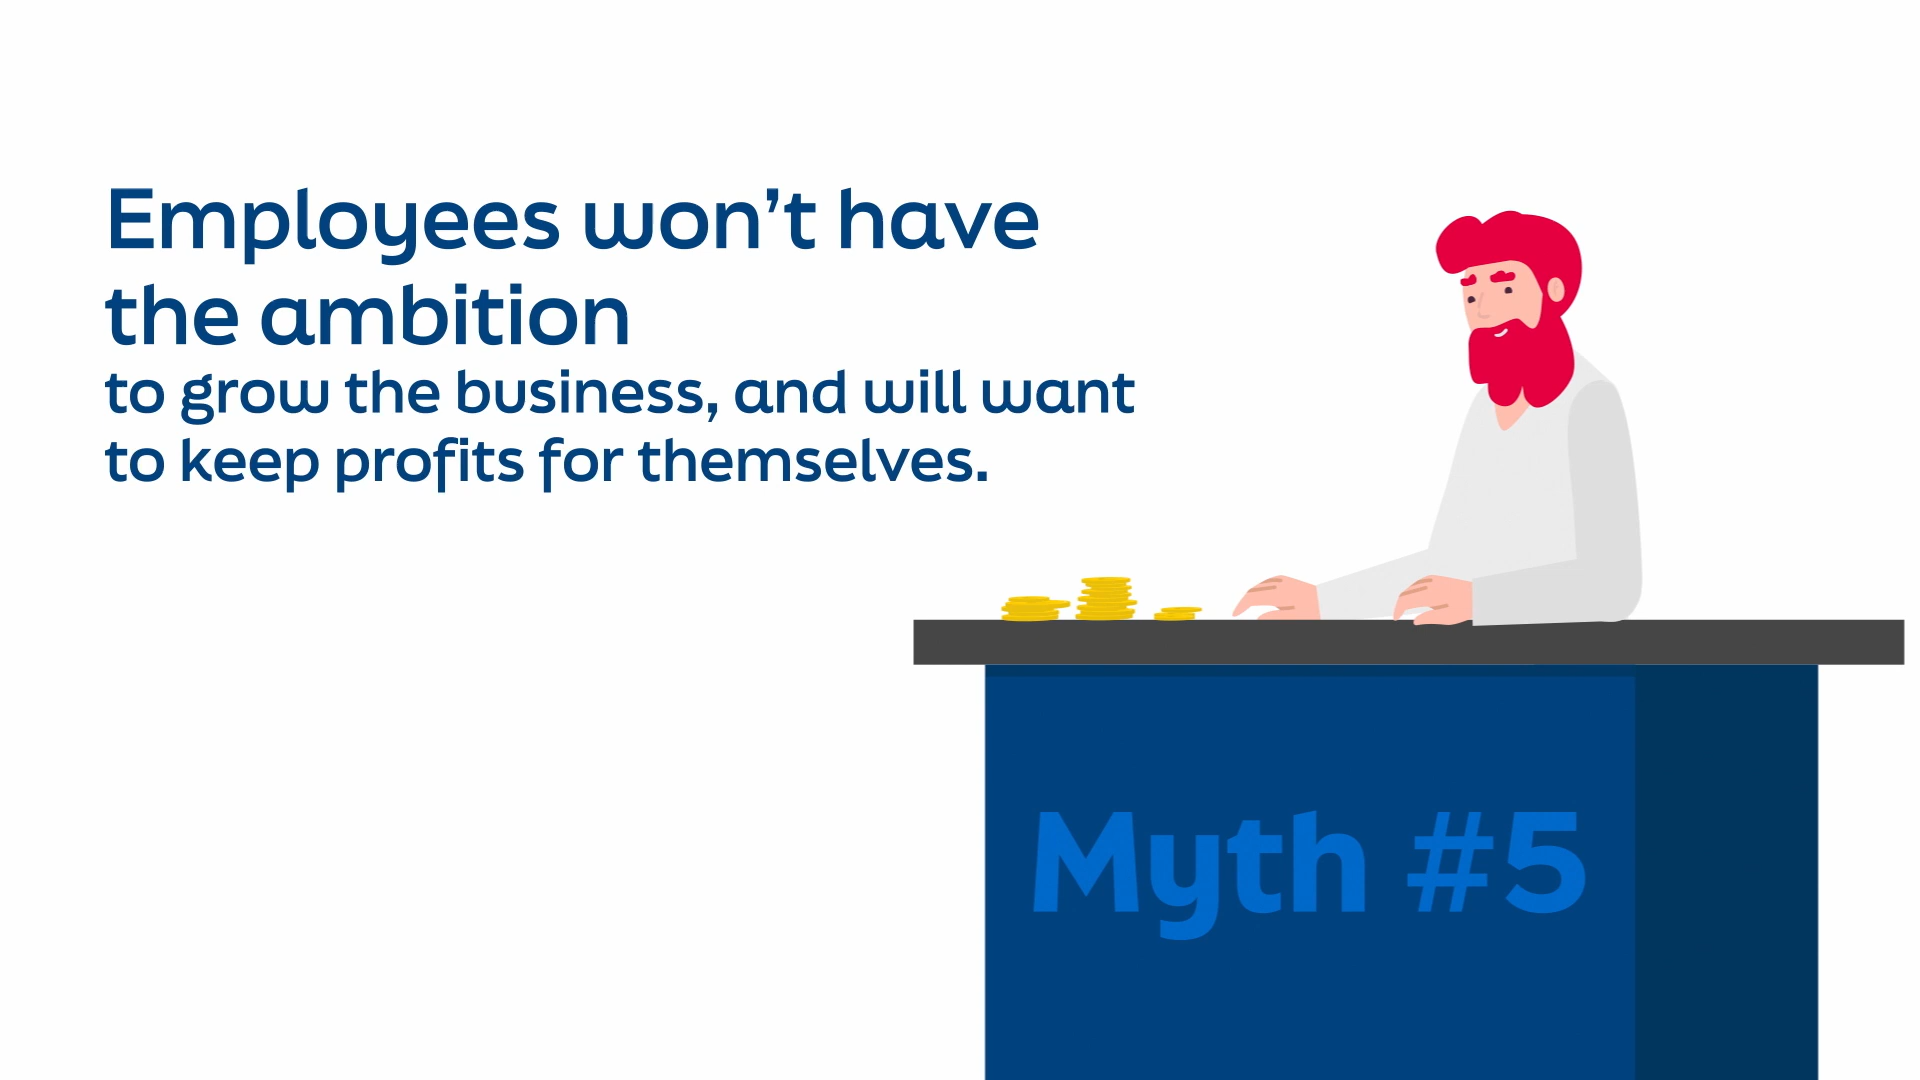 Employees won’t have
the ambition
to grow the business, and will want
to keep profits for themselves.
Myth #5